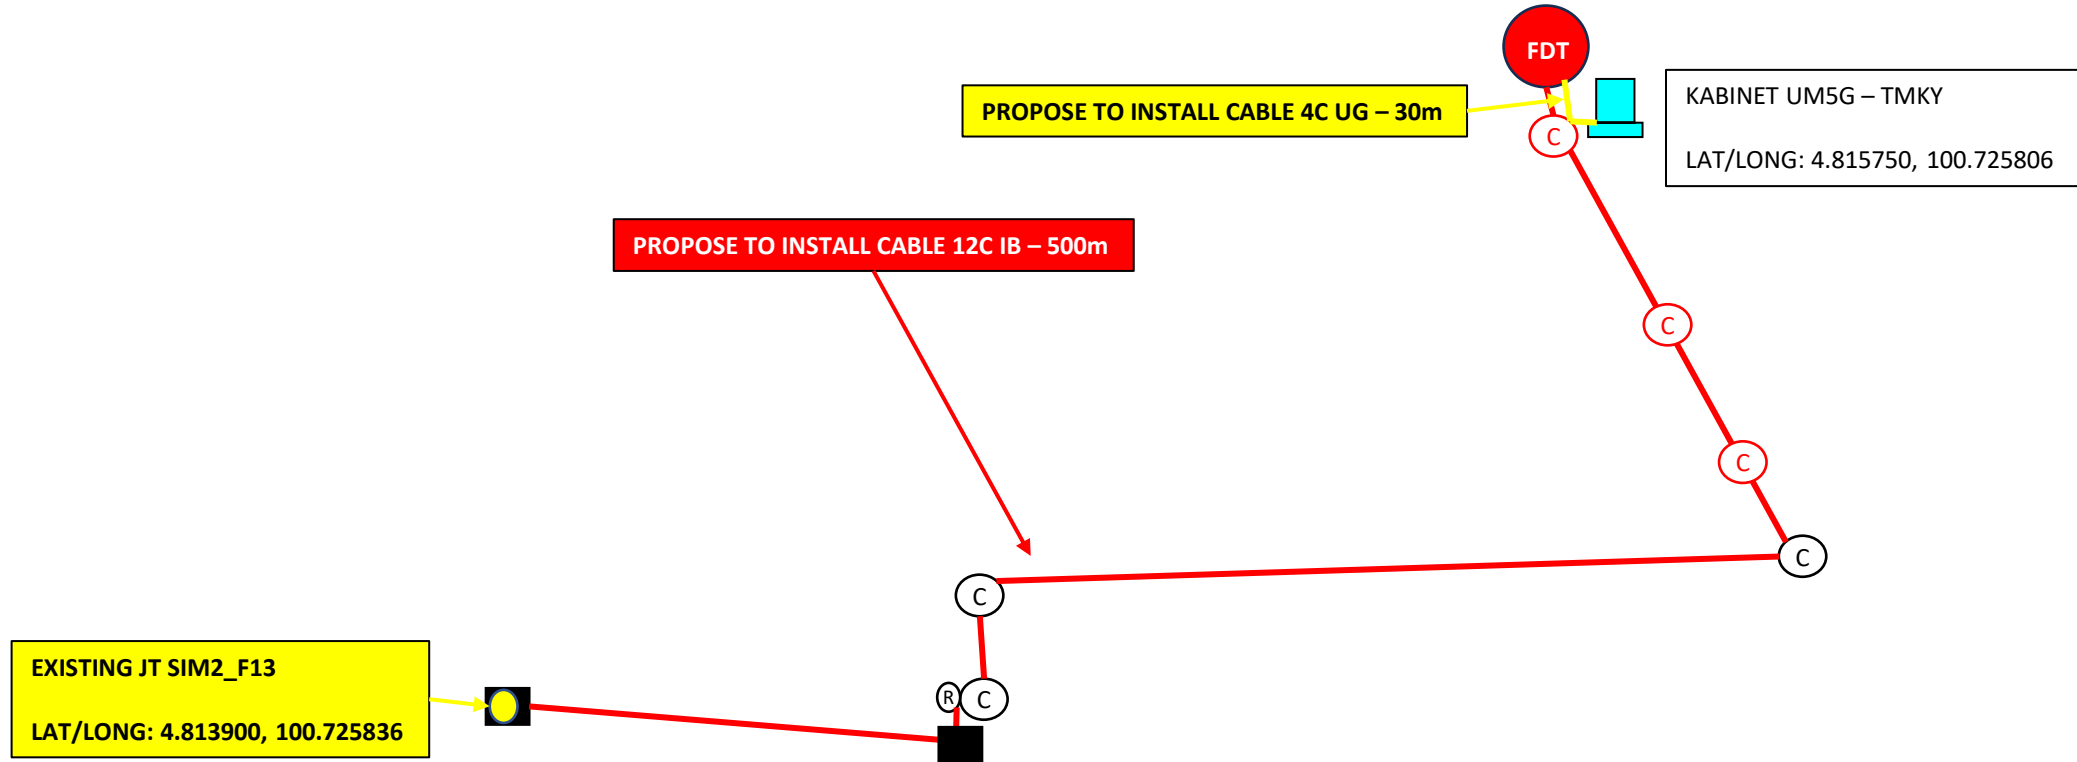 FDT
PROPOSE TO INSTALL CABLE 4C UG – 30m
KABINET UM5G – TMKY
LAT/LONG: 4.815750, 100.725806
C
PROPOSE TO INSTALL CABLE 12C IB – 500m
C
C
C
C
EXISTING JT SIM2_F13
LAT/LONG: 4.813900, 100.725836
R
C